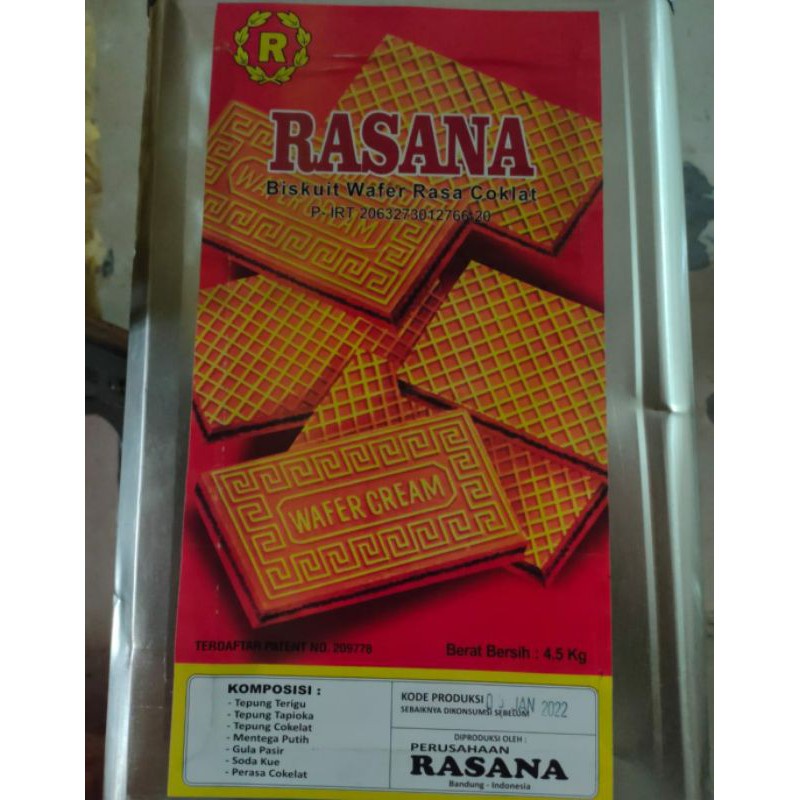 R
RASANA
Biskuit Wafer Rasa Coklat
P- IRT 2063273012766-20
WAFER CREAM
WAFER CREAM
TERDAFTAR PATENT NO. 209778
Berat Bersih : 4.5 Kg
KOMPOSISI :
- Tepung Terigu
- Tepung Tapioka
- Tepung Cokelat
- Mentega Putih
- Gula Pasir
- Soda Kue
- Perasa Cokelat
KODE PRODUKSI
SEBAIKNYA DIKONSUMSI SEBELUM
JAN 2022
DIPRODUKSI OLEH :
PERUSAHAAN
RASANA
Bandung - Indonesia